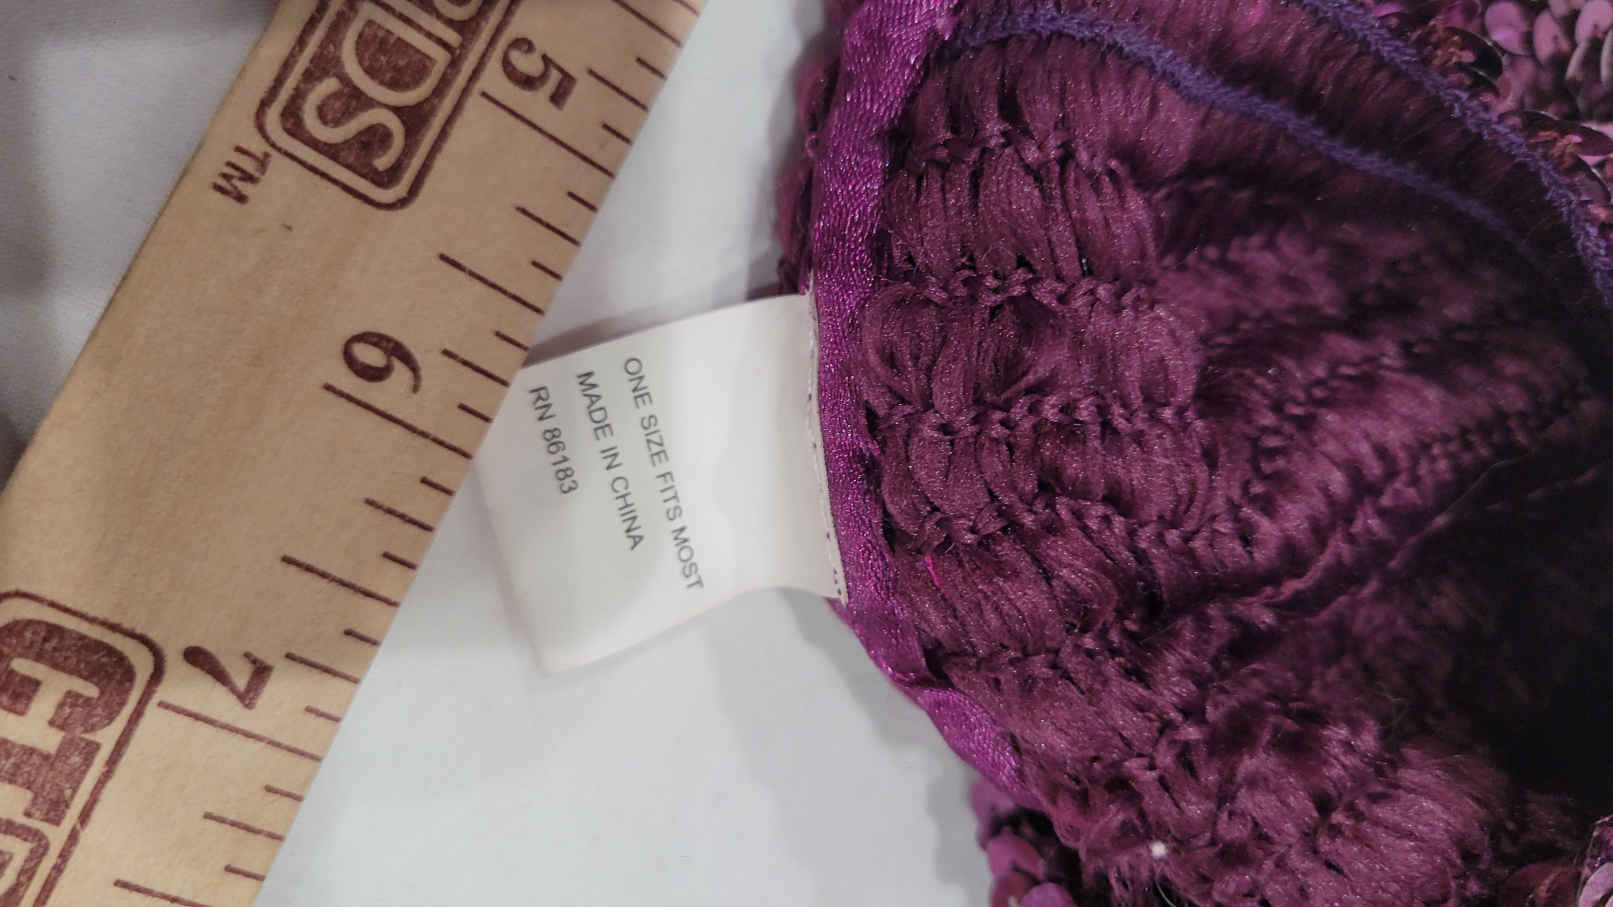 ONE SIZE FITS MOST
MADE IN CHINA
RN 86183
5
6
7
TM